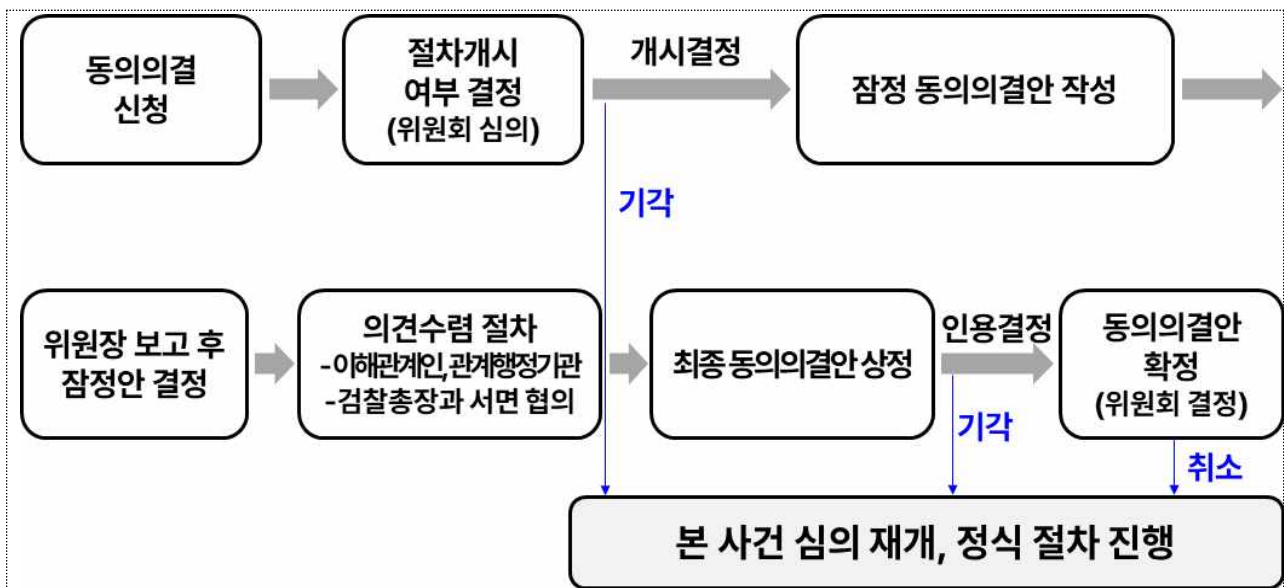 동의의결
신청
절차개시
여부 결정
(위원회 심의)
개시결정
잠정 동의의결안 작성
기각
위원장 보고 후
잠정안 결정
의견수렴 절차
-이해관계인, 관계행정기관
-검찰총장과 서면 협의
최종 동의의결안 상정
인용결정
기각
동의의결안
확정
(위원회 결정)
취소
본 사건 심의 재개, 정식 절차 진행